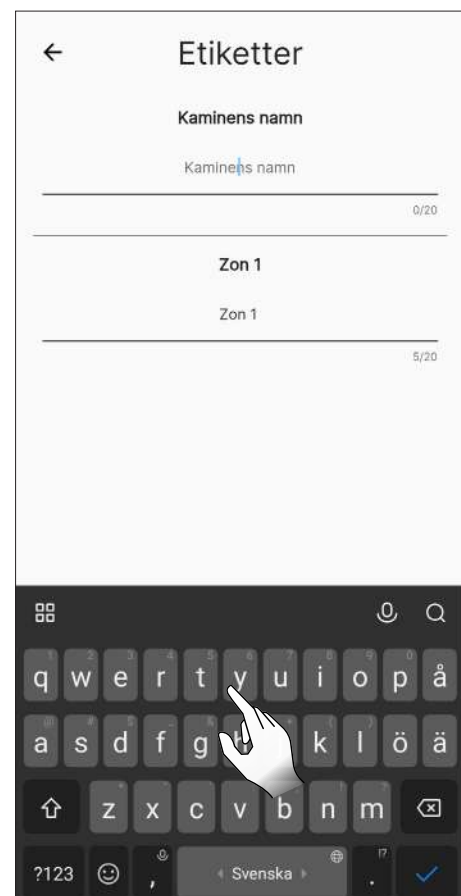 Etiketter
Kaminens namn
Kaminens namn
0/20
Zon 1
Zon 1
5/20
q w e r t y u i o p å
a s d f g h k l ö ä
z x c v b n m
?123 , Svenska .